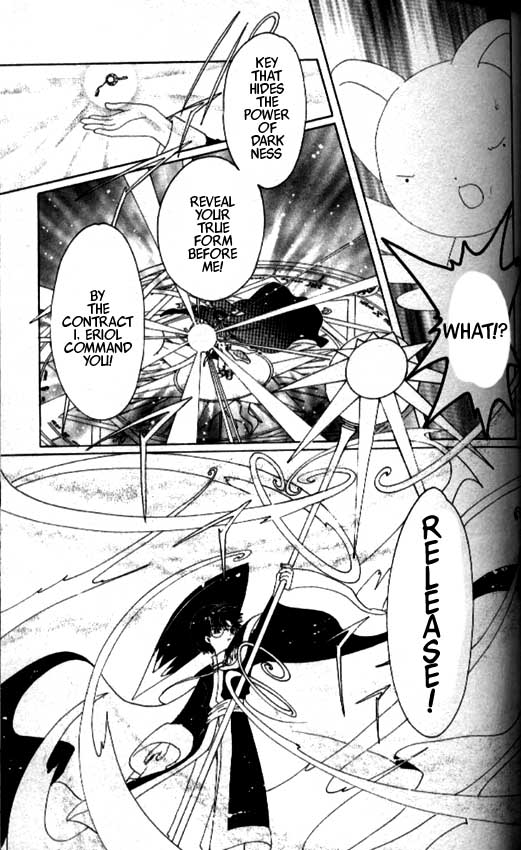 WHAT!?
KEY
THAT
HIDES
THE
POWER
OF
DARK
NESS
REVEAL
YOUR
TRUE
FORM
BEFORE
ME!
BY
THE
CONTRACT
I. ERIOL
COMMAND
YOU!
RELEASE!